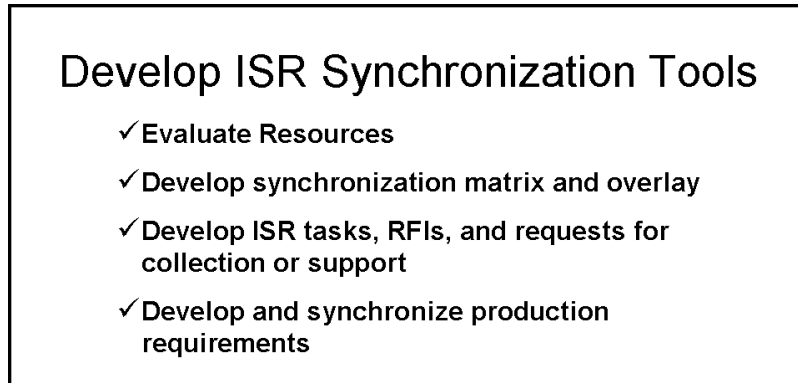 Develop ISR Synchronization Tools
✓Evaluate Resources
✓Develop synchronization matrix and overlay
✓Develop ISR tasks, RFIs, and requests for
collection or support
✓Develop and synchronize production
requirements